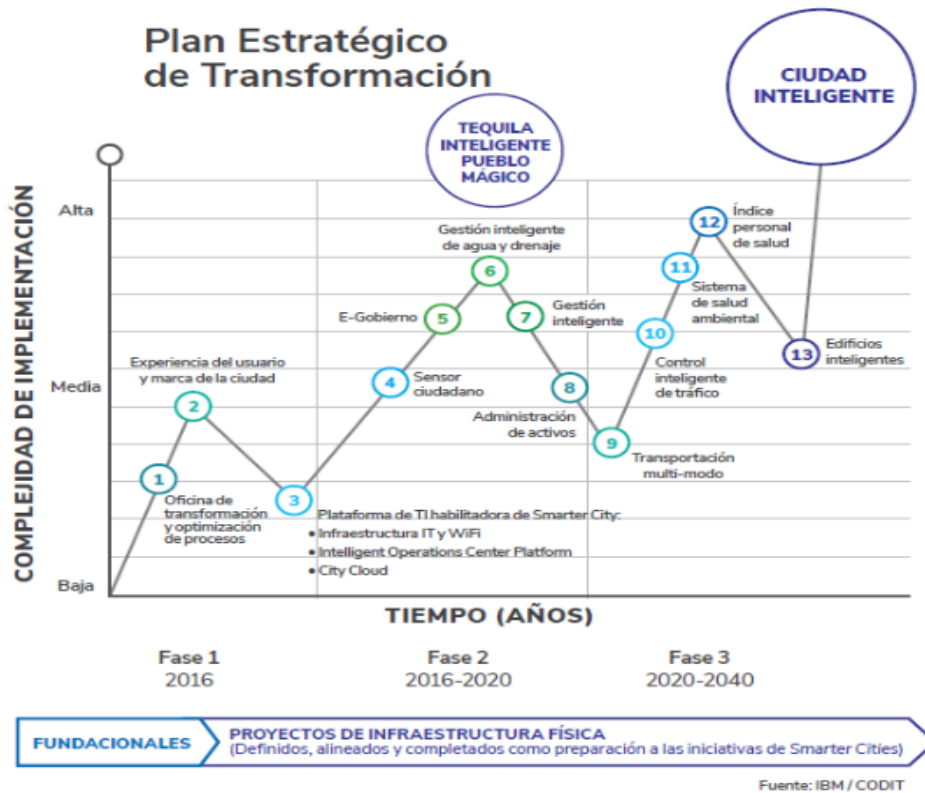 Plan Estratégico
de Transformación
CIUDAD
INTELIGENTE
TEQUILA
INTELIGENTE
PUEBLO
MÁGICO
COMPLEJIDAD DE IMPLEMENTACIÓN
Alta
Media
Baja
1
Oficina de
transformación
y optimización
de procesos
2
Experiencia del usuario
y marca de la ciudad
3
Plataforma de TI habilitadora de Smarter City:
• Infraestructura IT y WiFi
• Intelligent Operations Center Platform
• City Cloud
4
Sensor
ciudadano
5
E-Gobierno
6
Gestión inteligente
de agua y drenaje
7
Gestión
inteligente
8
Administración
de activos
9
Transportación
multi-modo
10
Control
inteligente
de tráfico
11
Sistema
de salud
ambiental
12
Índice
personal
de salud
13
Edificios
inteligentes
TIEMPO (AÑOS)
Fase 1
2016
Fase 2
2016-2020
Fase 3
2020-2040
FUNDACIONALES
PROYECTOS DE INFRAESTRUCTURA FÍSICA
(Definidos, alineados y completados como preparación a las iniciativas de Smarter Cities)
Fuente: IBM / CODIT